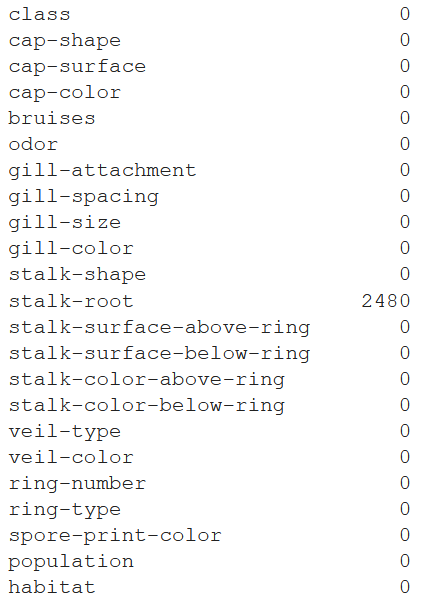 class 0
cap-shape 0
cap-surface 0
cap-color 0
bruises 0
odor 0
gill-attachment 0
gill-spacing 0
gill-size 0
gill-color 0
stalk-shape 0
stalk-root 2480
stalk-surface-above-ring 0
stalk-surface-below-ring 0
stalk-color-above-ring 0
stalk-color-below-ring 0
veil-type 0
veil-color 0
ring-number 0
ring-type 0
spore-print-color 0
population 0
habitat 0